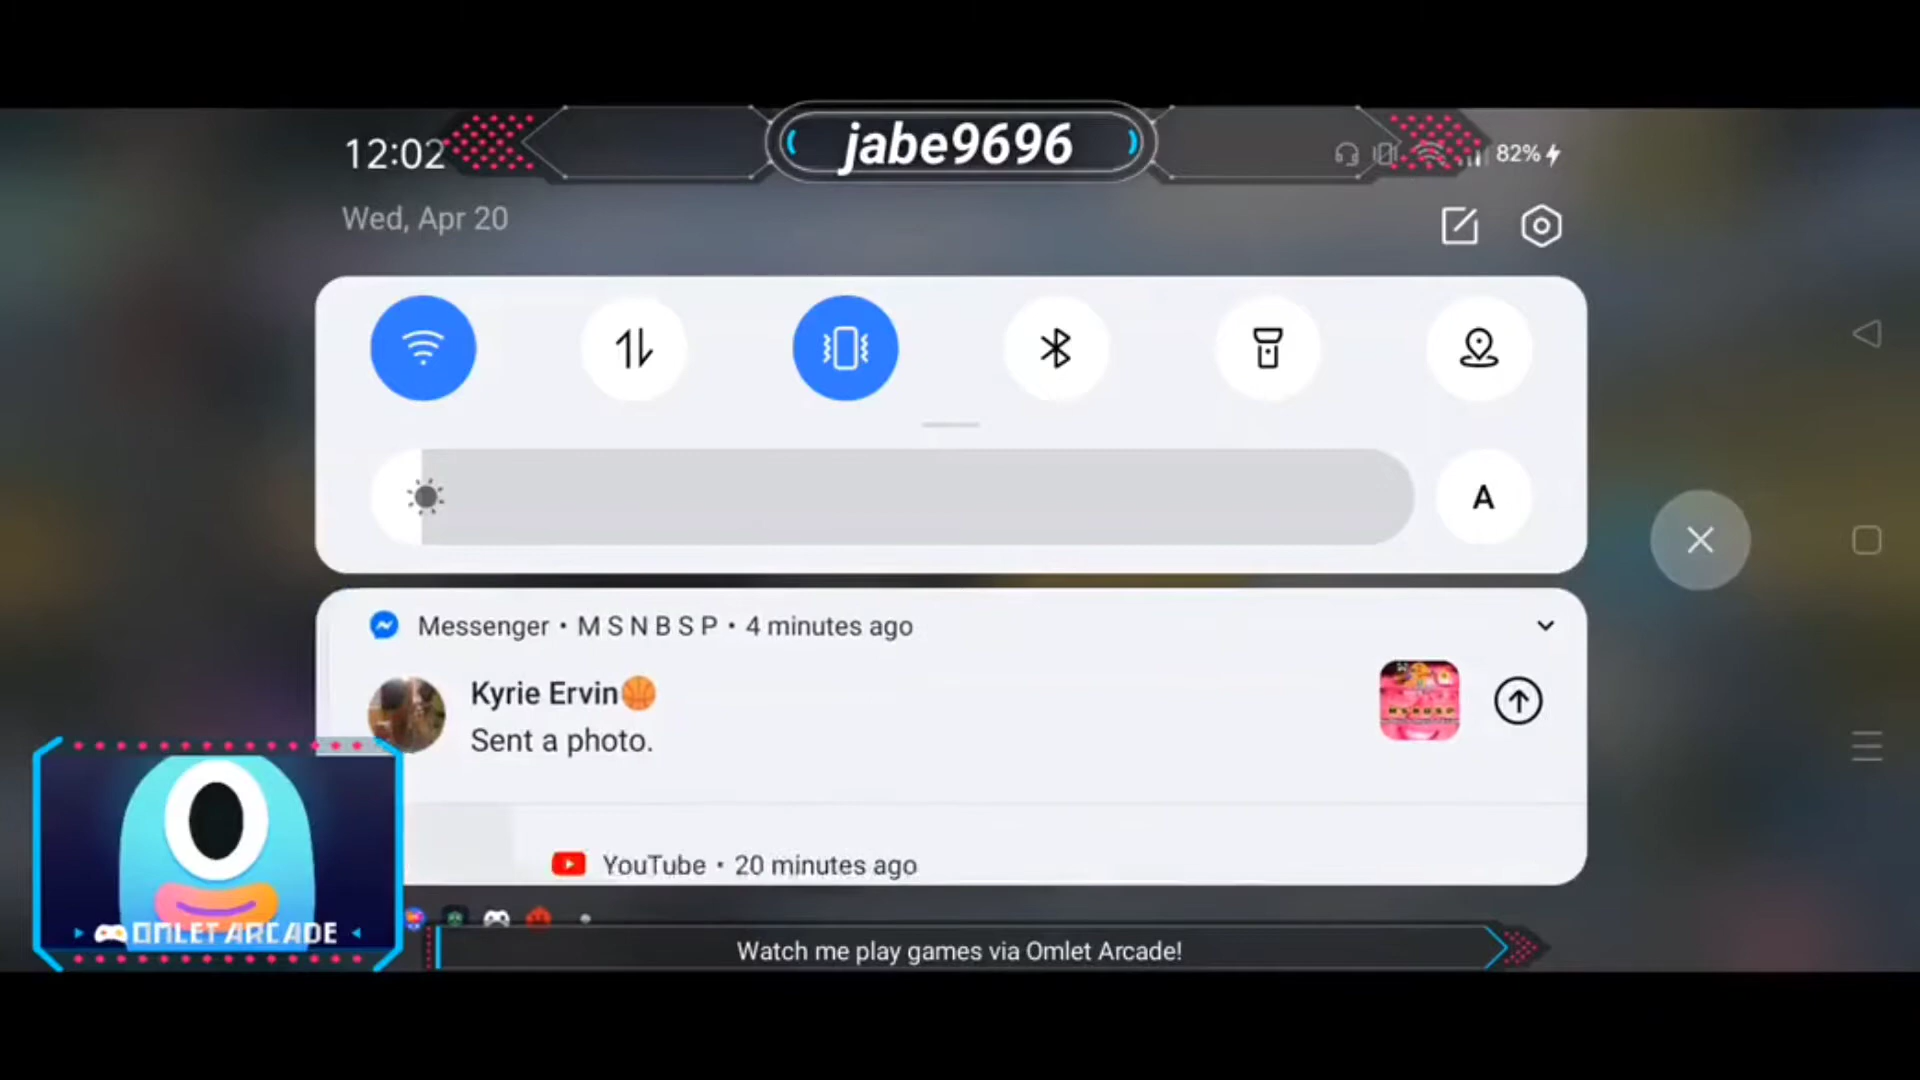 jabe9696
12:02
82%
Wed, Apr 20
A
Messenger • M S N B S P • 4 minutes ago
Kyrie Ervin🏀
Sent a photo.
YouTube • 20 minutes ago
OMLET ARCADE
Watch me play games via Omlet Arcade!